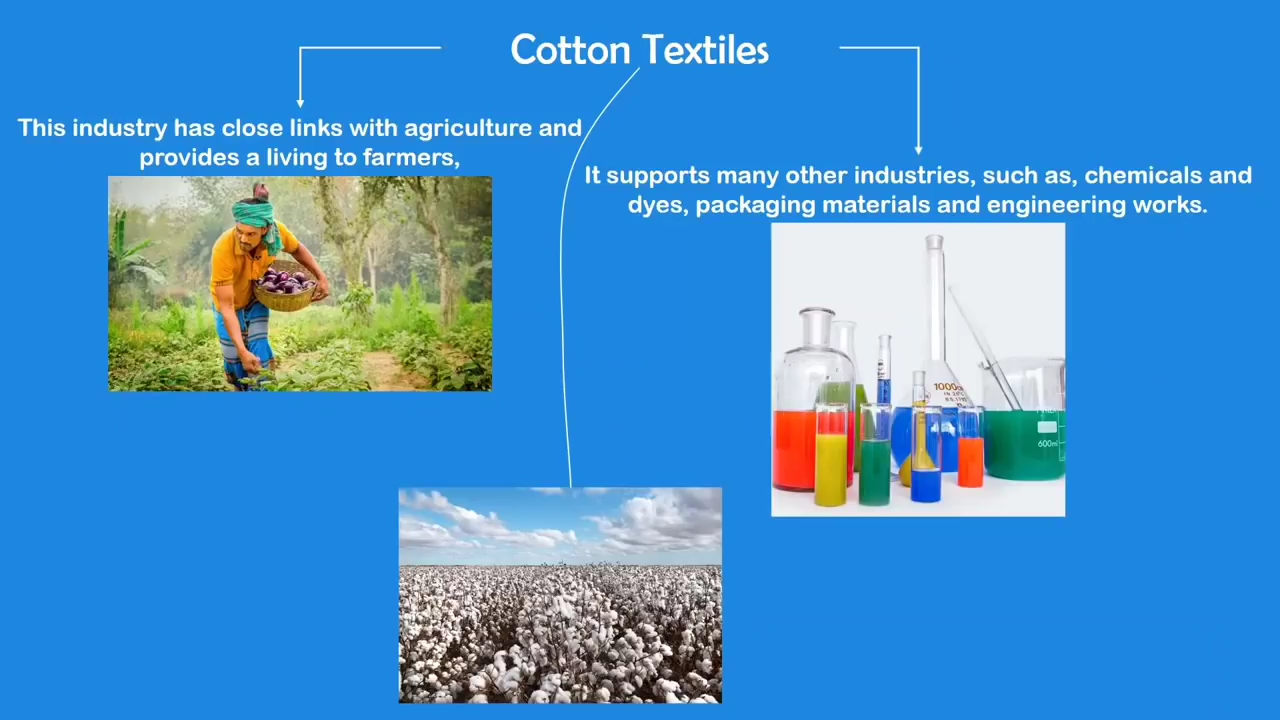 Cotton Textiles
This industry has close links with agriculture and
provides a living to farmers,
It supports many other industries, such as, chemicals and
dyes, packaging materials and engineering works.
600ml